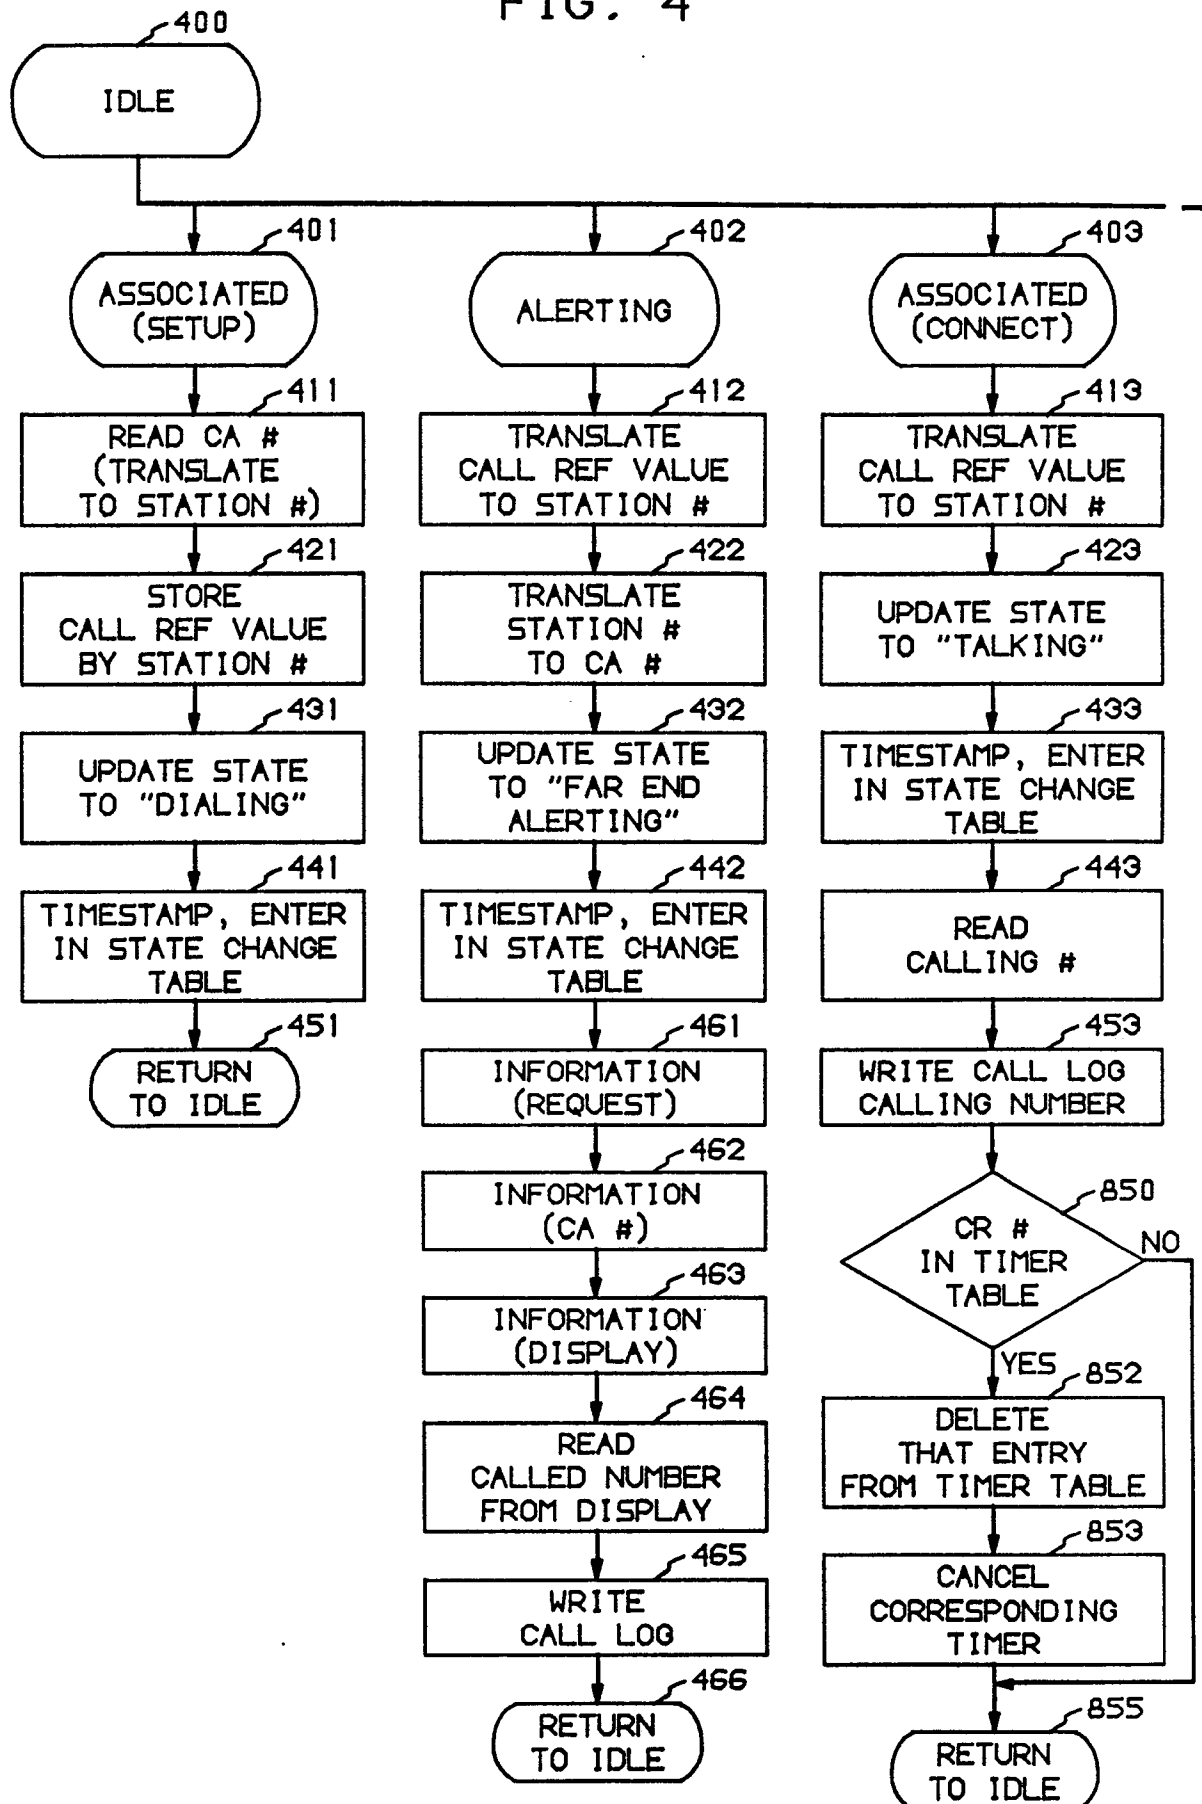 FIG. 4
400
IDLE
401
ASSOCIATED
(SETUP)
411
READ CA #
(TRANSLATE
TO STATION #)
421
STORE
CALL REF VALUE
BY STATION #
431
UPDATE STATE
TO "DIALING"
441
TIMESTAMP, ENTER
IN STATE CHANGE
TABLE
451
RETURN
TO IDLE
402
ALERTING
412
TRANSLATE
CALL REF VALUE
TO STATION #
422
TRANSLATE
STATION #
TO CA #
432
UPDATE STATE
TO "FAR END
ALERTING"
442
TIMESTAMP, ENTER
IN STATE CHANGE
TABLE
461
INFORMATION
(REQUEST)
462
INFORMATION
(CA #)
463
INFORMATION
(DISPLAY)
464
READ
CALLED NUMBER
FROM DISPLAY
465
WRITE
CALL LOG
466
RETURN
TO IDLE
403
ASSOCIATED
(CONNECT)
413
TRANSLATE
CALL REF VALUE
TO STATION #
423
UPDATE STATE
TO "TALKING"
433
TIMESTAMP, ENTER
IN STATE CHANGE
TABLE
443
READ
CALLING #
453
WRITE CALL LOG
CALLING NUMBER
850
CR #
IN TIMER
TABLE
NO
YES
852
DELETE
THAT ENTRY
FROM TIMER TABLE
853
CANCEL
CORRESPONDING
TIMER
855
RETURN
TO IDLE